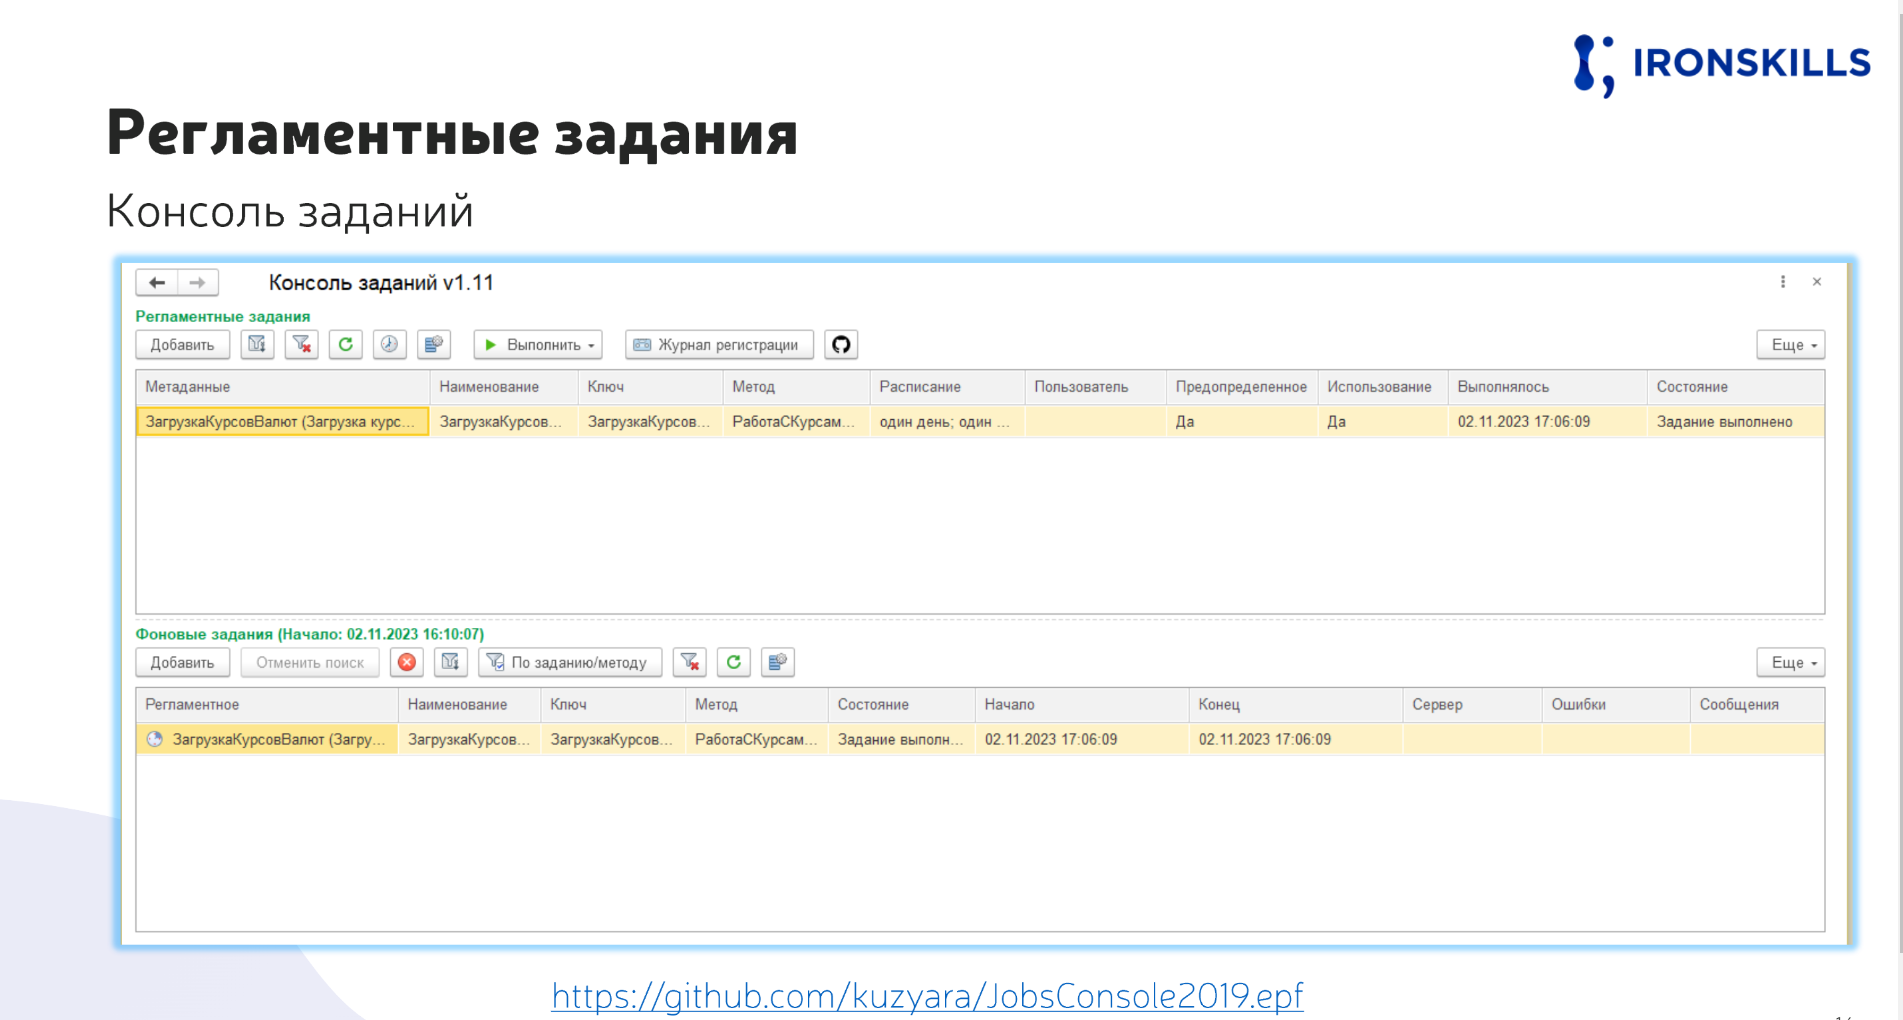 IRONSKILLS
Регламентные задания
Консоль заданий
Консоль заданий v1.11
Регламентные задания
Добавить Выполнить Журнал регистрации Еще
Метаданные Наименование Ключ Метод Расписание Пользователь Предопределенное Использование Выполнялось Состояние
ЗагрузкаКурсовВалют (Загрузка курс... ЗагрузкаКурсов... ЗагрузкаКурсов... РаботаСКурсам... один день; один ... Да Да 02.11.2023 17:06:09 Задание выполнено
Фоновые задания (Начало: 02.11.2023 16:10:07)
Добавить Отменить поиск По заданию/методу Еще
Регламентное Наименование Ключ Метод Состояние Начало Конец Сервер Ошибки Сообщения
ЗагрузкаКурсовВалют (Загру... ЗагрузкаКурсов... ЗагрузкаКурсов... РаботаСКурсам... Задание выполн... 02.11.2023 17:06:09 02.11.2023 17:06:09
https://github.com/kuzyara/JobsConsole2019.epf